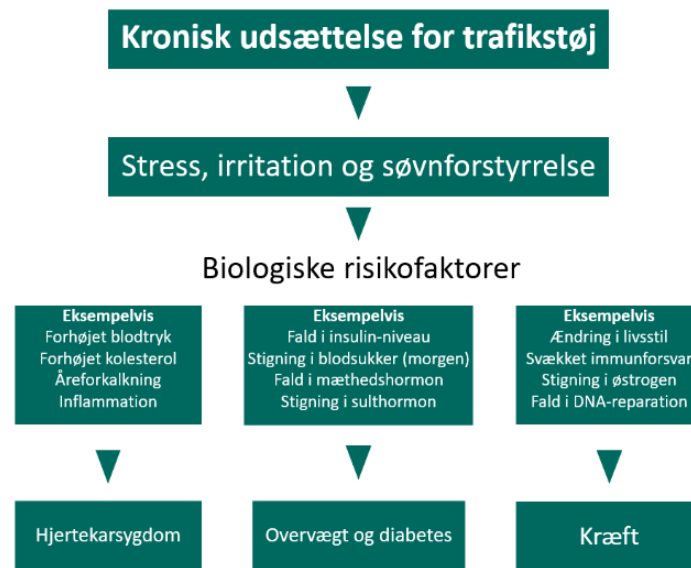 Kronisk udsættelse for trafikstøj
Stress, irritation og søvnforstyrrelse
Biologiske risikofaktorer
Eksempelvis
Forhøjet blodtryk
Forhøjet kolesterol
Åreforkalkning
Inflammation
Eksempelvis
Fald i insulin-niveau
Stigning i blodsukker (morgen)
Fald i mæthedshormon
Stigning i sulthormon
Eksempelvis
Ændring i livsstil
Svækket immunforsvar
Stigning i østrogen
Fald i DNA-reparation
Hjertekarsygdom
Overvægt og diabetes
Kræft